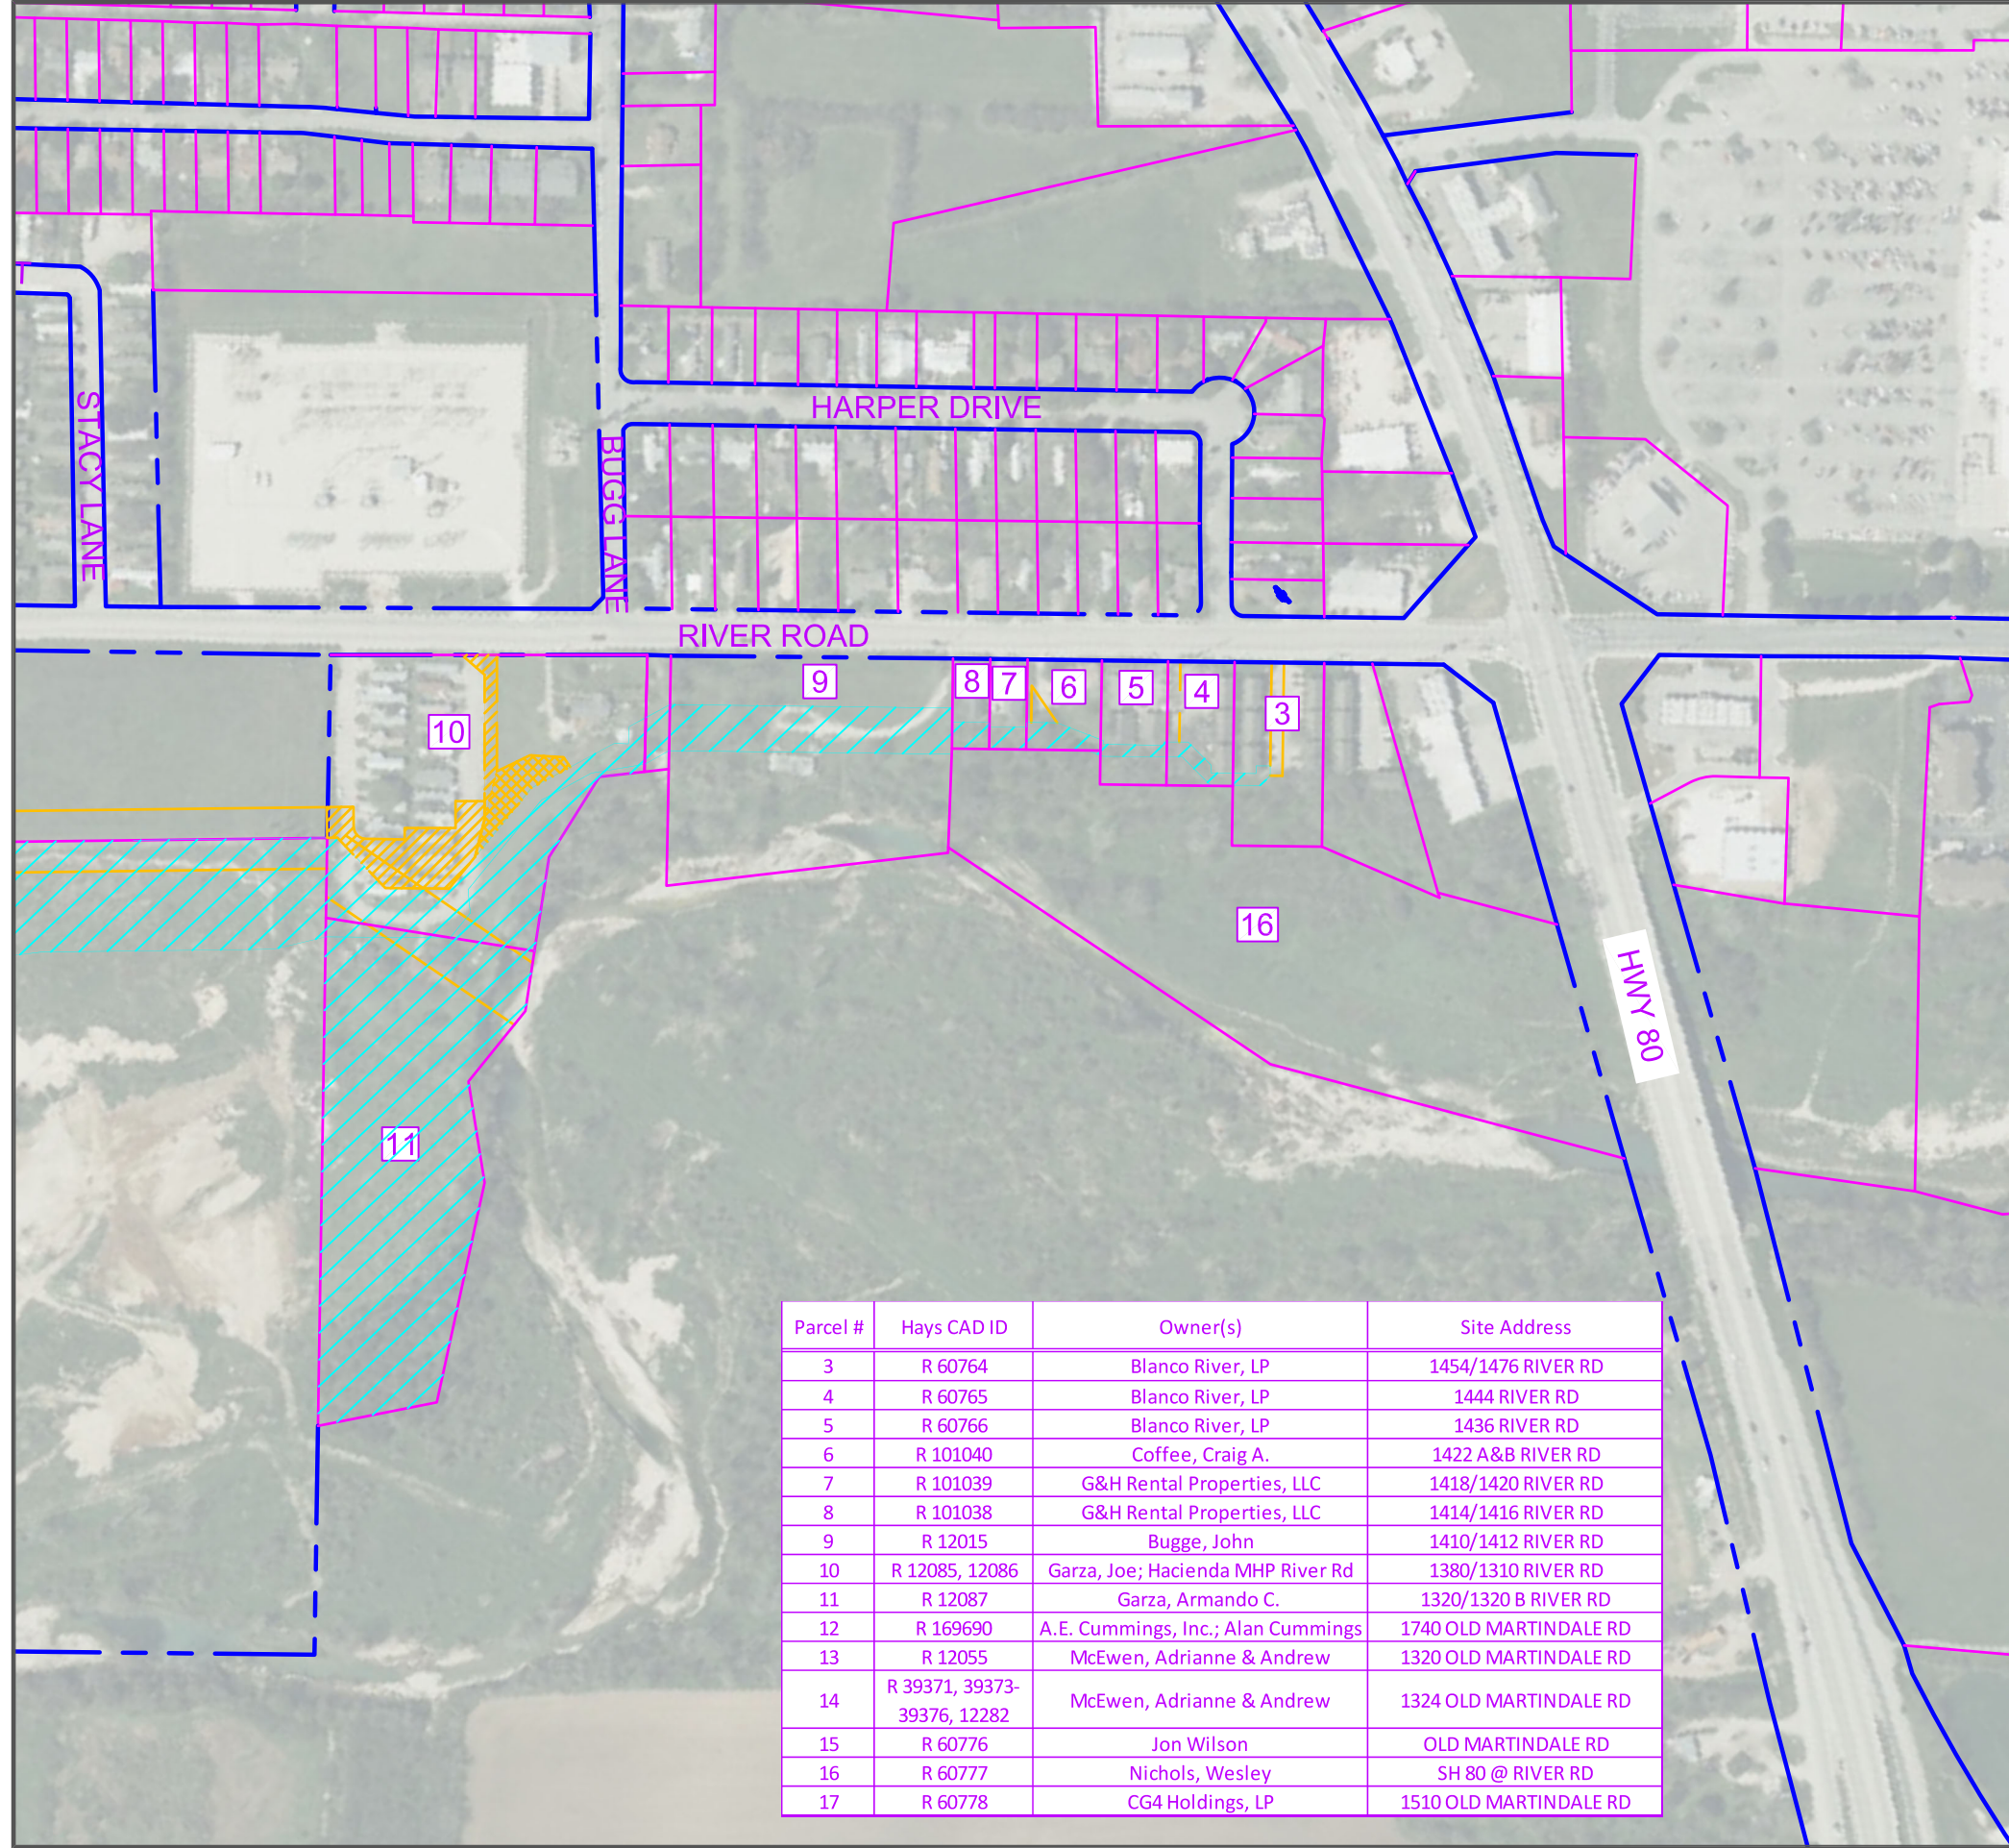 HARPER DRIVE
STACY LANE
BUGG LANE
RIVER ROAD
9
8
7
6
5
4
3
10
16
HWY 80
11
Parcel # Hays CAD ID Owner(s) Site Address
3 R 60764 Blanco River, LP 1454/1476 RIVER RD
4 R 60765 Blanco River, LP 1444 RIVER RD
5 R 60766 Blanco River, LP 1436 RIVER RD
6 R 101040 Coffee, Craig A. 1422 A&B RIVER RD
7 R 101039 G&H Rental Properties, LLC 1418/1420 RIVER RD
8 R 101038 G&H Rental Properties, LLC 1414/1416 RIVER RD
9 R 12015 Bugge, John 1410/1412 RIVER RD
10 R 12085, 12086 Garza, Joe; Hacienda MHP River Rd 1380/1310 RIVER RD
11 R 12087 Garza, Armando C. 1320/1320 B RIVER RD
12 R 169690 A.E. Cummings, Inc.; Alan Cummings 1740 OLD MARTINDALE RD
13 R 12055 McEwen, Adrianne & Andrew 1320 OLD MARTINDALE RD
14 R 39371, 39373-
39376, 12282 McEwen, Adrianne & Andrew 1324 OLD MARTINDALE RD
15 R 60776 Jon Wilson OLD MARTINDALE RD
16 R 60777 Nichols, Wesley SH 80 @ RIVER RD
17 R 60778 CG4 Holdings, LP 1510 OLD MARTINDALE RD